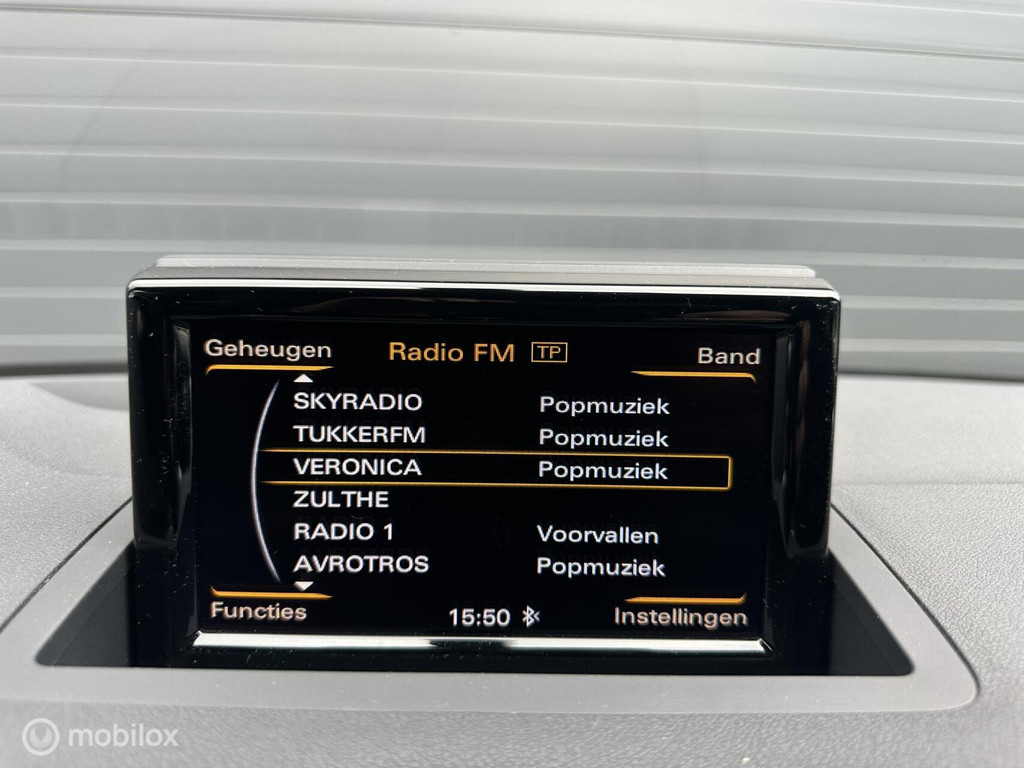 Geheugen Radio FM TP Band
SKYRADIO Popmuziek
TUKKERFM Popmuziek
VERONICA Popmuziek
ZULTHE
RADIO 1 Voorvallen
AVROTROS Popmuziek
Functies 15:50 Instellingen
mobilox